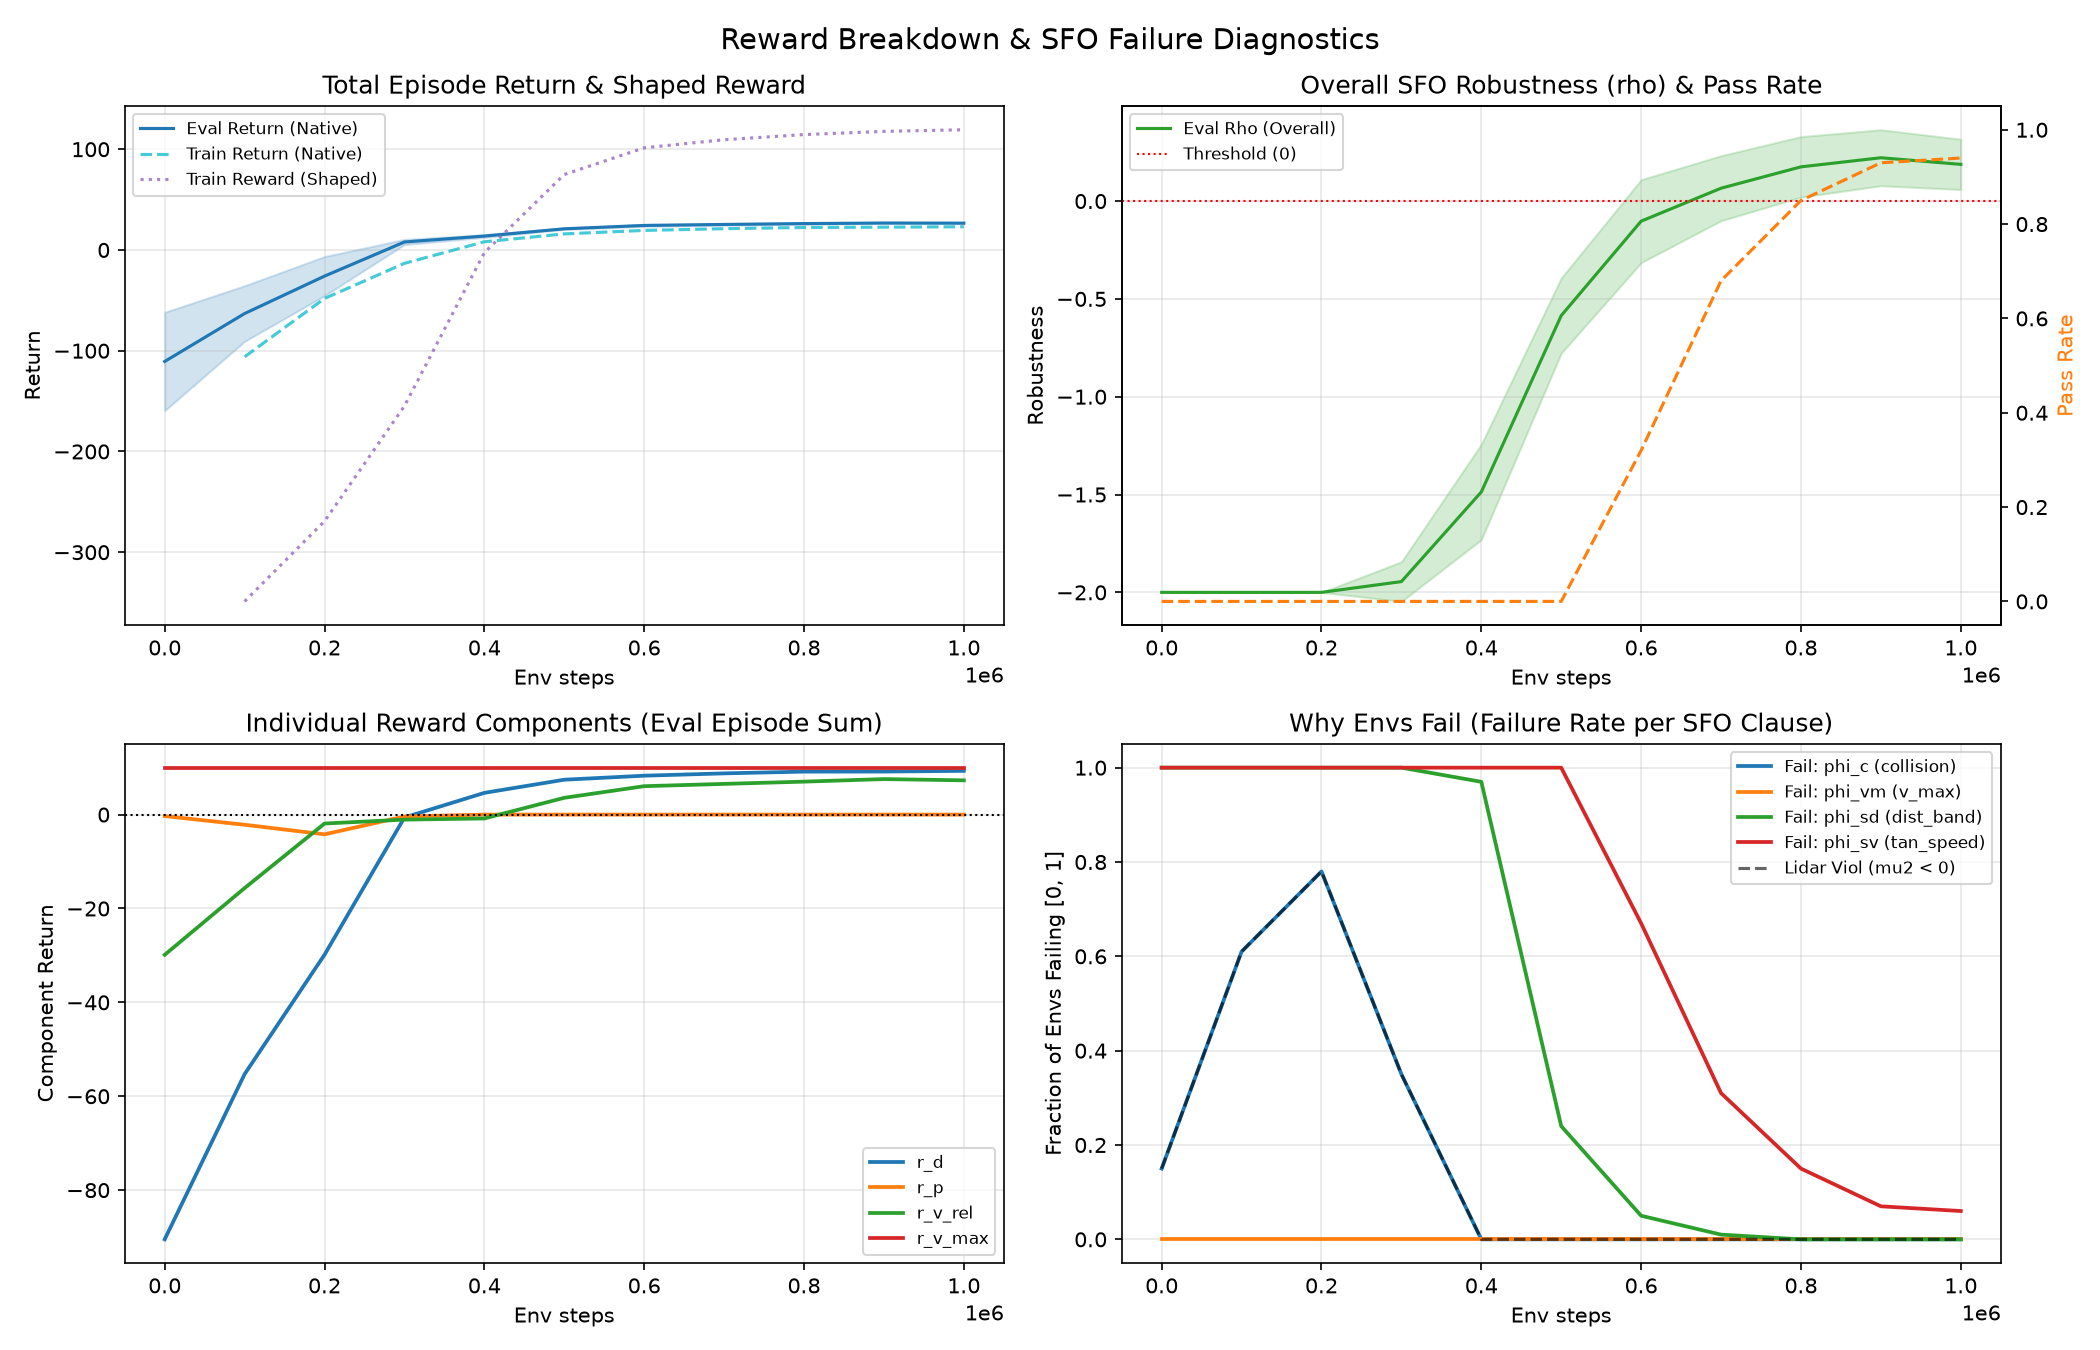 Reward Breakdown & SFO Failure Diagnostics
Total Episode Return & Shaped Reward
Eval Return (Native)
Train Return (Native)
Train Reward (Shaped)
100
0
−100
−200
−300
Return
0.0 0.2 0.4 0.6 0.8 1.0
1e6
Env steps
Overall SFO Robustness (rho) & Pass Rate
Eval Rho (Overall)
Threshold (0)
0.0
−0.5
−1.0
−1.5
−2.0
Robustness
1.0
0.8
0.6
0.4
0.2
0.0
Pass Rate
0.0 0.2 0.4 0.6 0.8 1.0
1e6
Env steps
Individual Reward Components (Eval Episode Sum)
0
−20
−40
−60
−80
Component Return
r_d
r_p
r_v_rel
r_v_max
0.0 0.2 0.4 0.6 0.8 1.0
1e6
Env steps
Why Envs Fail (Failure Rate per SFO Clause)
Fail: phi_c (collision)
Fail: phi_vm (v_max)
Fail: phi_sd (dist_band)
Fail: phi_sv (tan_speed)
Lidar Viol (mu2 < 0)
1.0
0.8
0.6
0.4
0.2
0.0
Fraction of Envs Failing [0, 1]
0.0 0.2 0.4 0.6 0.8 1.0
1e6
Env steps